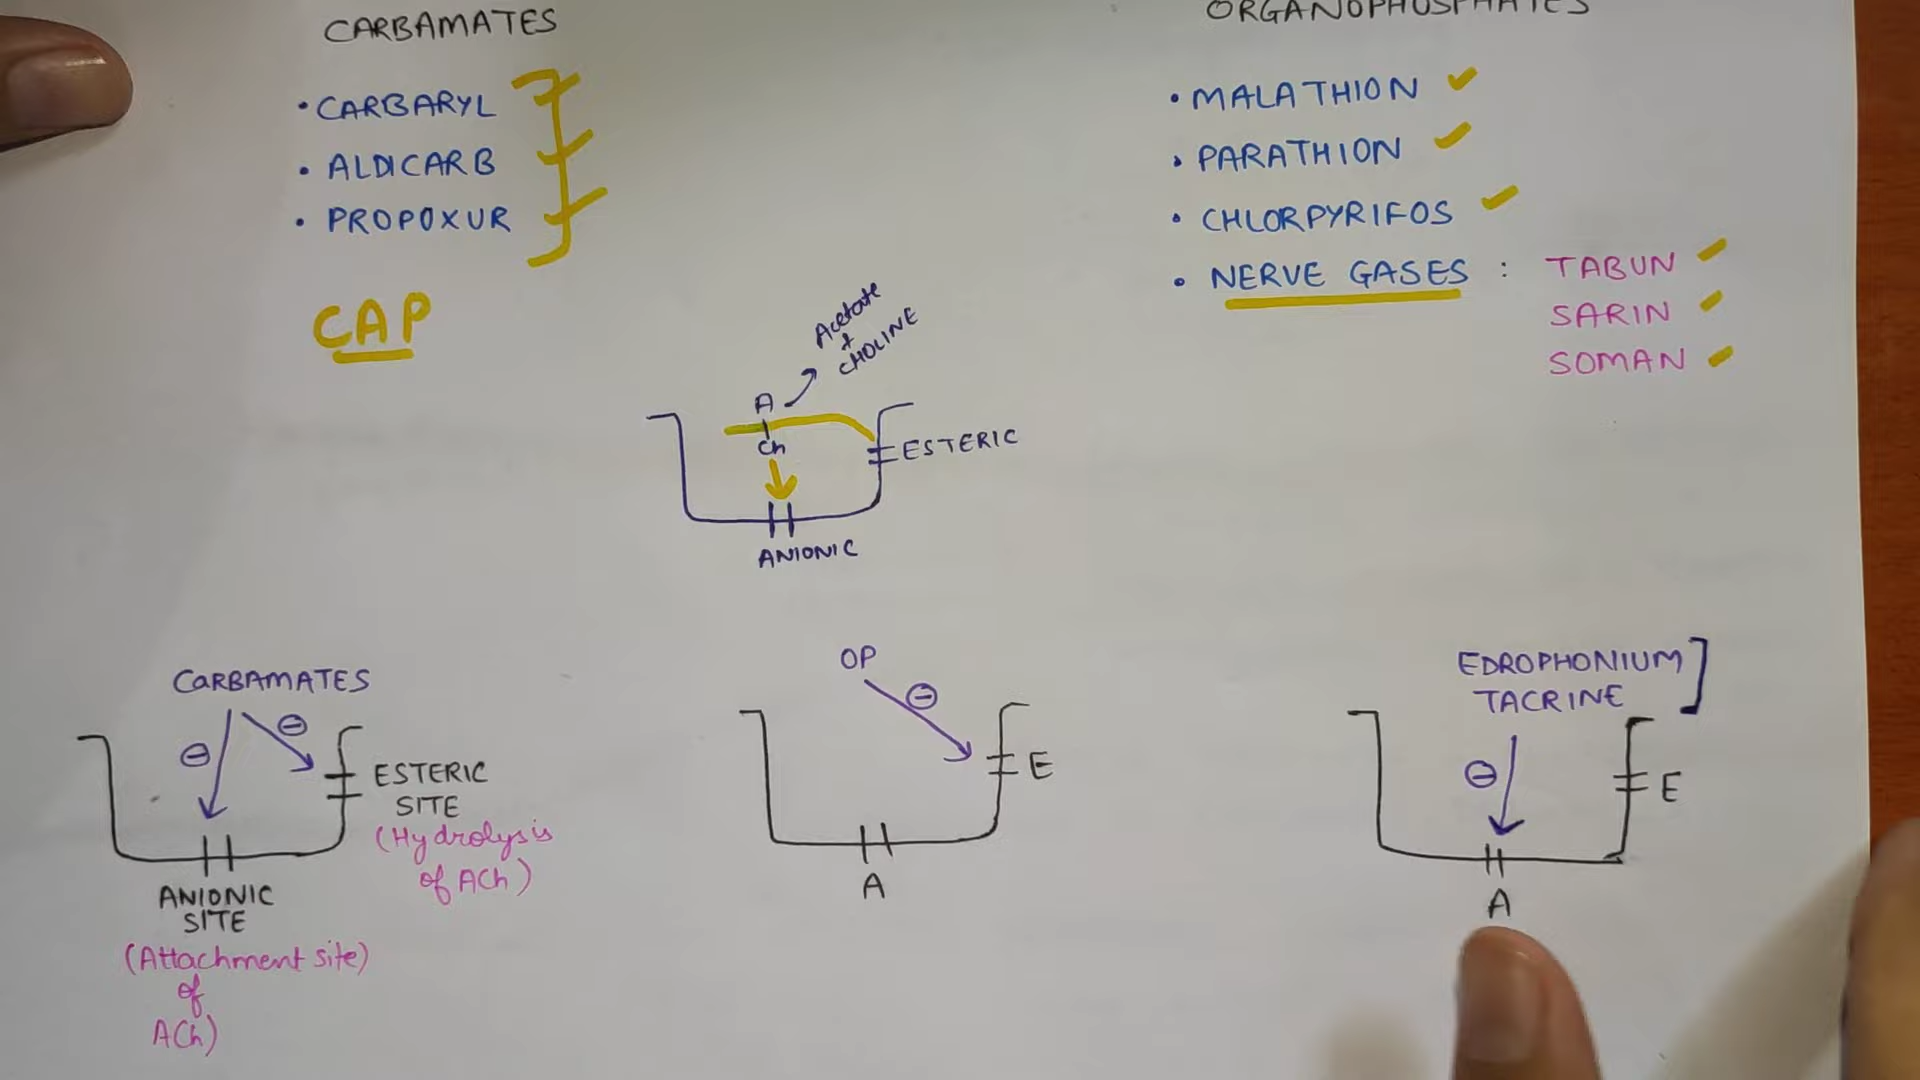 CARBAMATES
• CARBARYL
• ALDICARB
• PROPOXUR
CAP
ORGANOPHOSPHATES
• MALATHION
• PARATHION
• CHLORPYRIFOS
• NERVE GASES : TABUN
SARIN
SOMAN
Acetate
+
CHOLINE
A
Ch
ESTERIC
ANIONIC
CARBAMATES
ESTERIC
SITE
(Hydrolysis
of ACh)
ANIONIC
SITE
(Attachment site)
of
ACh)
OP
E
A
EDROPHONIUM
TACRINE
E
A